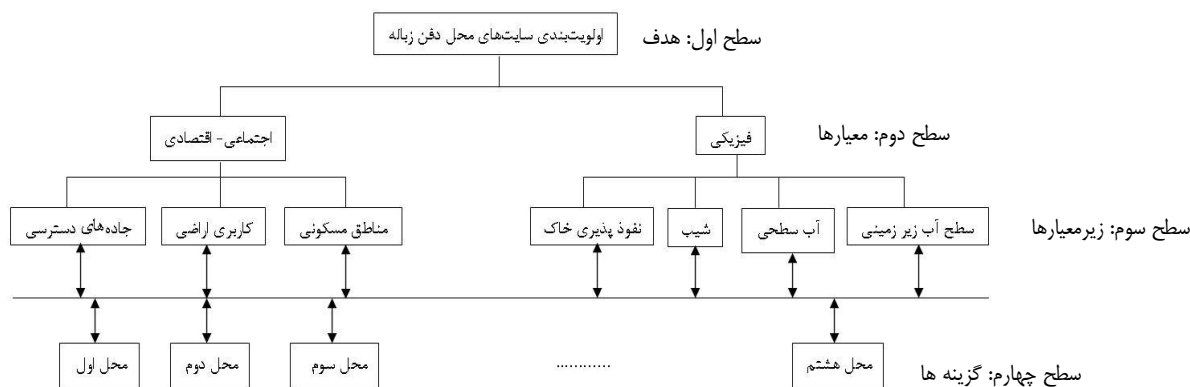 سطح اول: هدف
اولویت‌بندی سایت‌های محل دفن زباله
سطح دوم: معیارها
فیزیکی
اجتماعی- اقتصادی
سطح سوم: زیرمعیارها
سطح آب زیر زمینی
آب سطحی
شیب
نفوذ پذیری خاک
مناطق مسکونی
کاربری اراضی
جاده‌های دسترسی
سطح چهارم: گزینه ها
محل هشتم
............
محل سوم
محل دوم
محل اول